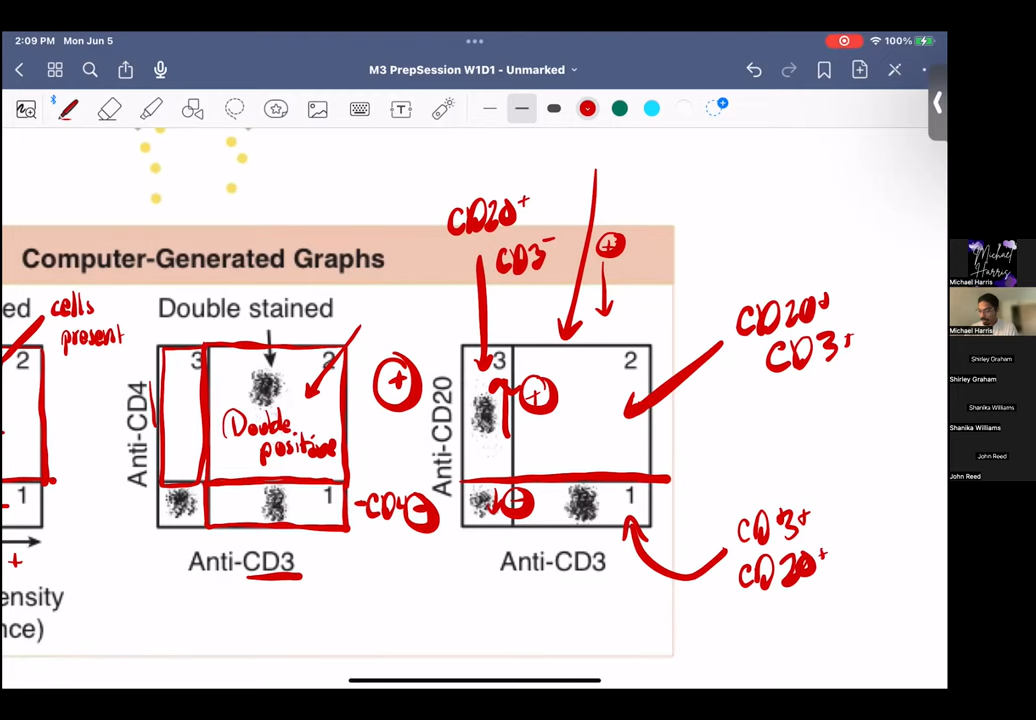 2:09 PM Mon Jun 5
100%
M3 PrepSession W1D1 - Unmarked
CD20+
CD3-
+
Computer-Generated Graphs
ed
cells
present
Double stained
2
3
2
3
2
+
+
Double
positive
Anti-CD4
Anti-CD20
CD20+
CD3+
1
1
-CD4-
-
1
CD3+
CD20+
+
Anti-CD3
Anti-CD3
ensity
nce)
Michael
Harris
Michael Harris
Michael Harris
Shirley Graham
Shirley Graham
Shanika Williams
Shanika Williams
John Reed
John Reed